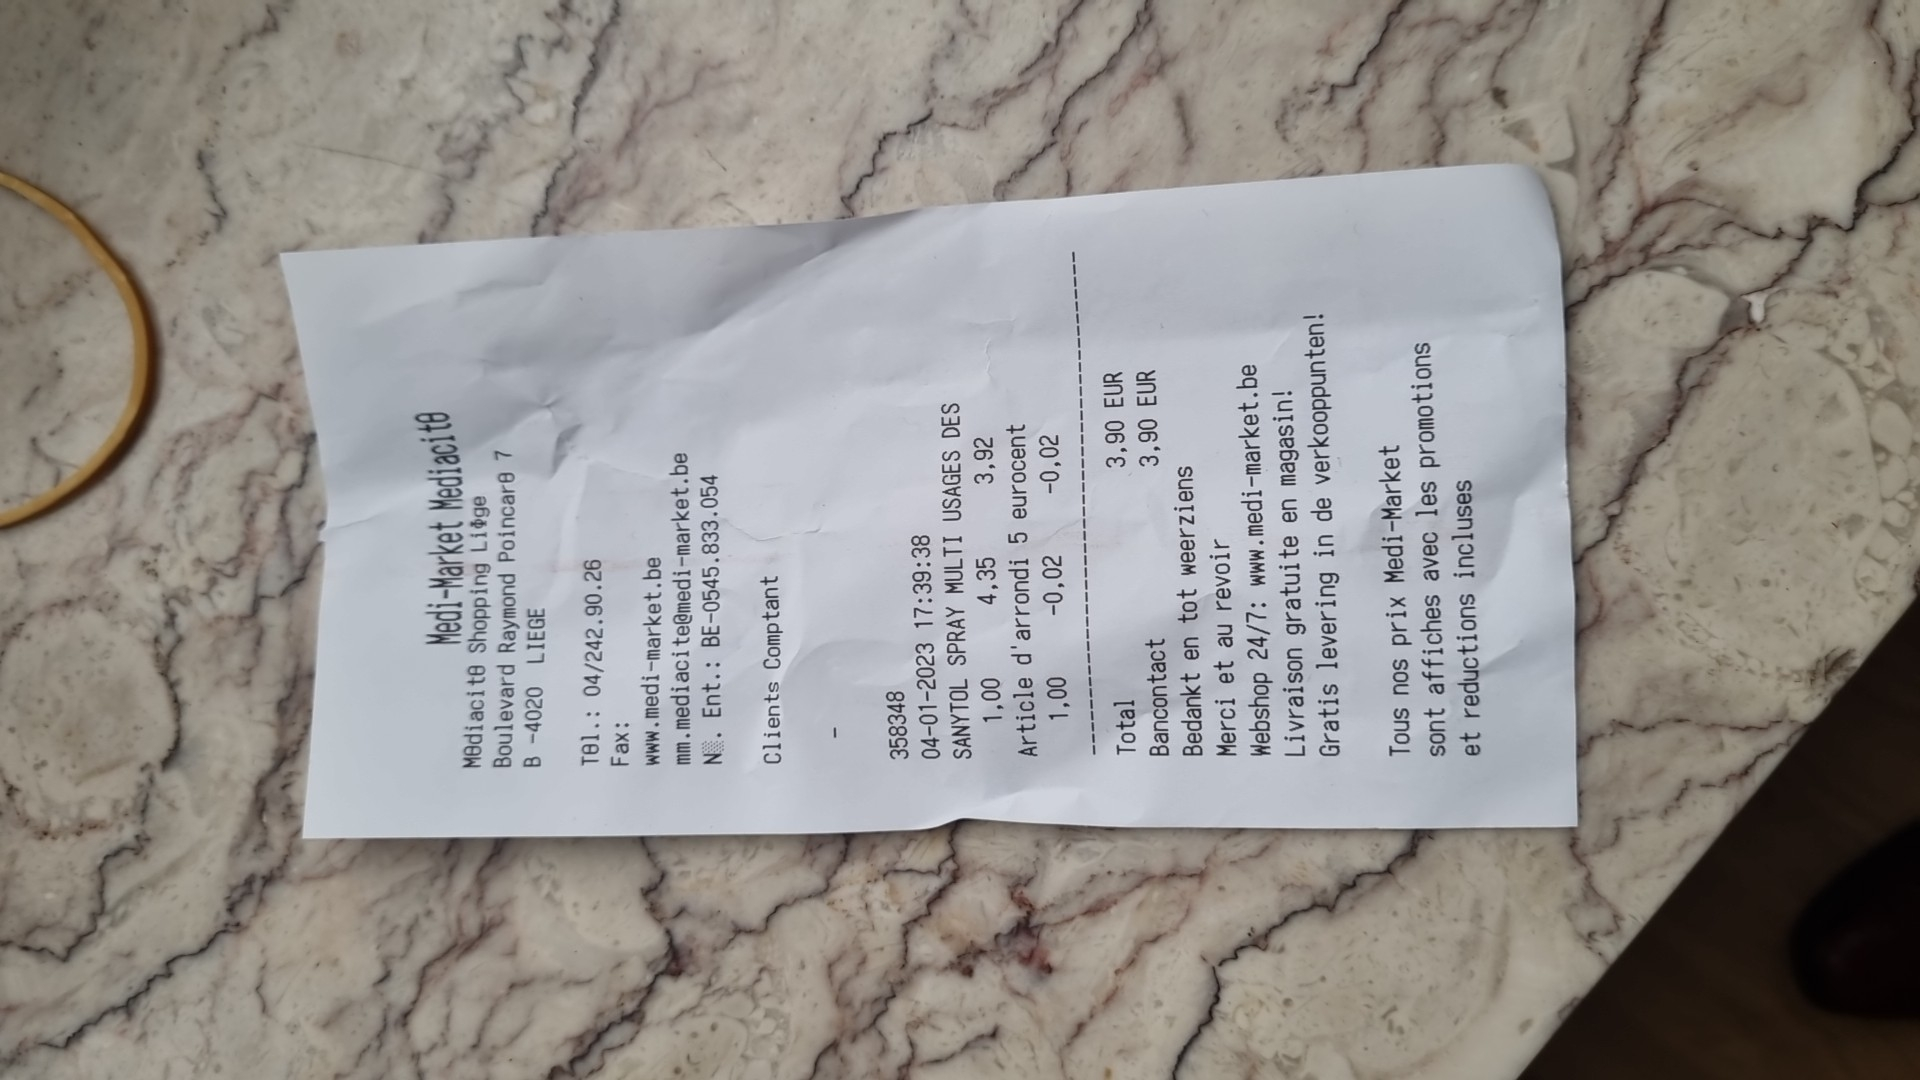 Medi-Market Mediacitθ
Mθdiacitθ Shopping LiΦge
Boulevard Raymond Poincarθ 7
B -4020 LIEGE
Tθl.: 04/242.90.26
Fax:
www.medi-market.be
mm.mediacite@medi-market.be
N▒. Ent.: BE-0545.833.054
Clients Comptant
-
358348
04-01-2023 17:39:38
SANYTOL SPRAY MULTI USAGES DES
1,00 4,35 3,92
Article d'arrondi 5 eurocent
1,00 -0,02 -0,02
--------------------------------------
Total 3,90 EUR
Bancontact 3,90 EUR
Bedankt en tot weerziens
Merci et au revoir
Webshop 24/7: www.medi-market.be
Livraison gratuite en magasin!
Gratis levering in de verkooppunten!
Tous nos prix Medi-Market
sont affiches avec les promotions
et reductions incluses